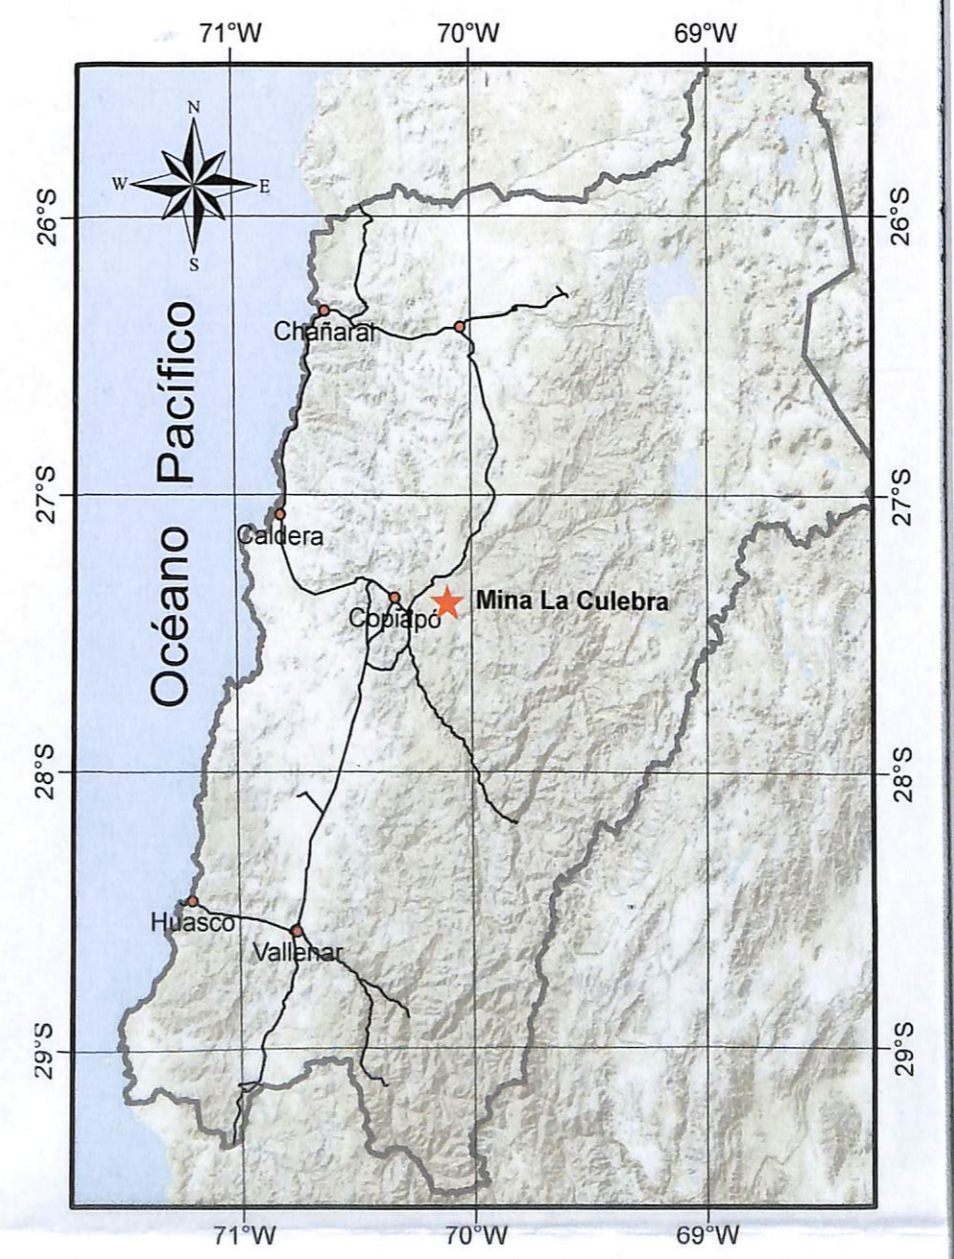 71°W 70°W 69°W
N
W E
S
26°S 26°S
Chañaral
Océano Pacífico
27°S 27°S
Caldera
Mina La Culebra
Copiapó
28°S 28°S
Huasco
Vallenar
29°S 29°S
71°W 70°W 69°W